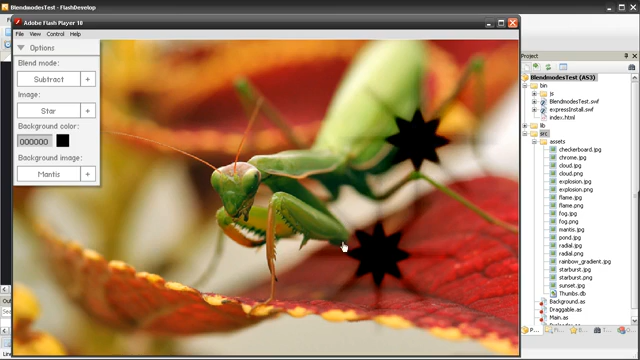 BlendmodesTest - FlashDevelop
Adobe Flash Player 10
File View Control Help
Options
Blend mode:
Subtract +
Image:
Star +
Background color:
000000
Background image:
Mantis +
Project
BlendmodesTest (AS3)
bin
js
BlendmodesTest.swf
expressInstall.swf
index.html
lib
src
assets
checkerboard.jpg
chrome.jpg
cloud.jpg
cloud.png
explosion.jpg
explosion.png
flame.jpg
flame.png
fog.jpg
fog.png
mantis.jpg
pond.jpg
radial.jpg
radial.png
rainbow_gradient.jpg
starburst.jpg
starburst.png
sunset.jpg
Thumbs.db
Background.as
Draggable.as
Main.as